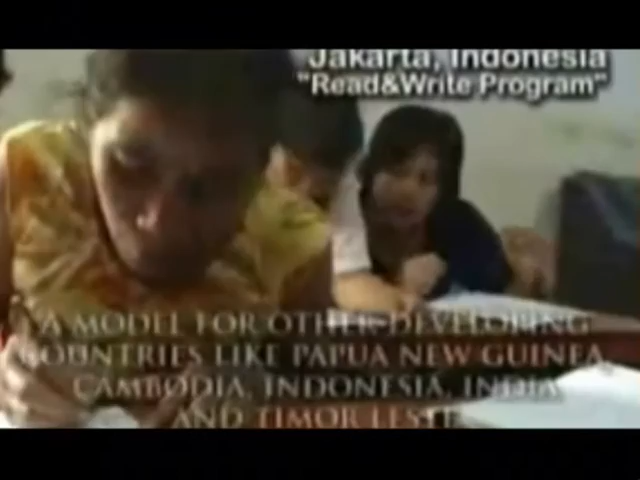 Jakarta, Indonesia
"Read&Write Program"
A MODEL FOR OTHER DEVELOPING
COUNTRIES LIKE PAPUA NEW GUINEA,
CAMBODIA, INDONESIA, INDIA
AND TIMOR LESTE